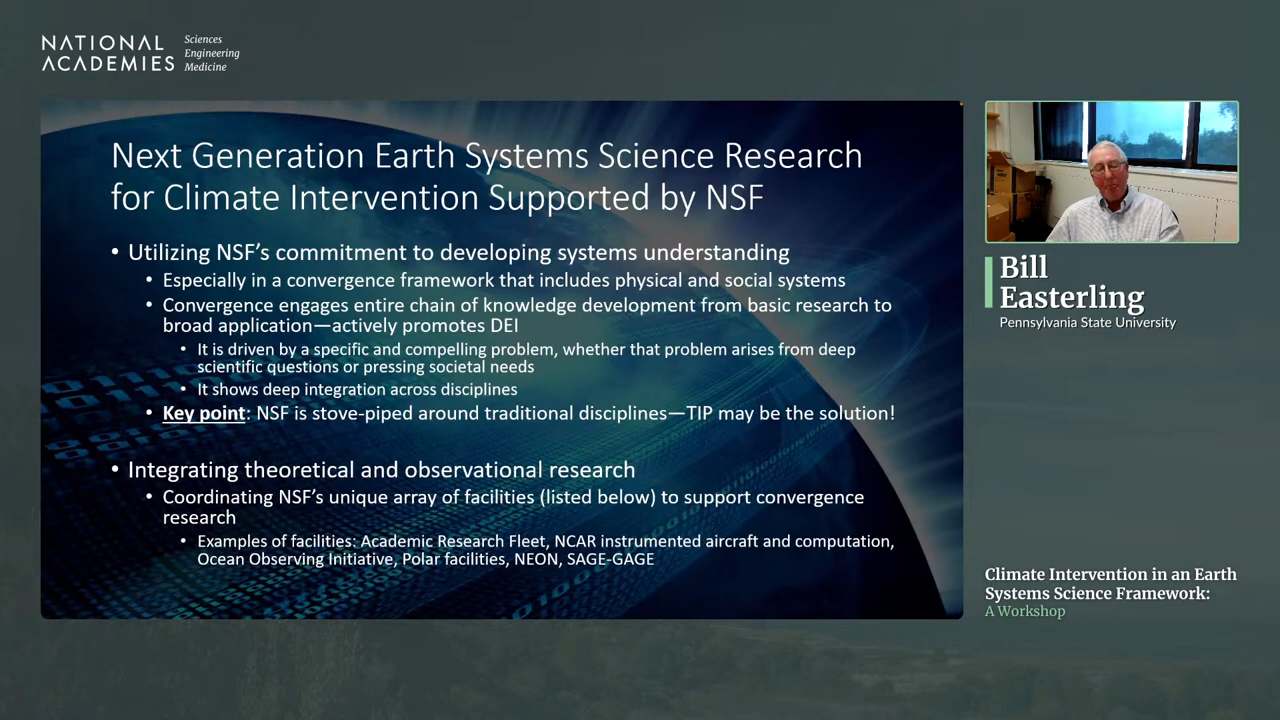 NATIONAL
ACADEMIES
Sciences
Engineering
Medicine
Next Generation Earth Systems Science Research
for Climate Intervention Supported by NSF
• Utilizing NSF's commitment to developing systems understanding
• Especially in a convergence framework that includes physical and social systems
• Convergence engages entire chain of knowledge development from basic research to
broad application—actively promotes DEI
• It is driven by a specific and compelling problem, whether that problem arises from deep
scientific questions or pressing societal needs
• It shows deep integration across disciplines
• Key point: NSF is stove-piped around traditional disciplines—TIP may be the solution!
• Integrating theoretical and observational research
• Coordinating NSF's unique array of facilities (listed below) to support convergence
research
• Examples of facilities: Academic Research Fleet, NCAR instrumented aircraft and computation,
Ocean Observing Initiative, Polar facilities, NEON, SAGE-GAGE
Bill
Easterling
Pennsylvania State University
Climate Intervention in an Earth
Systems Science Framework:
A Workshop